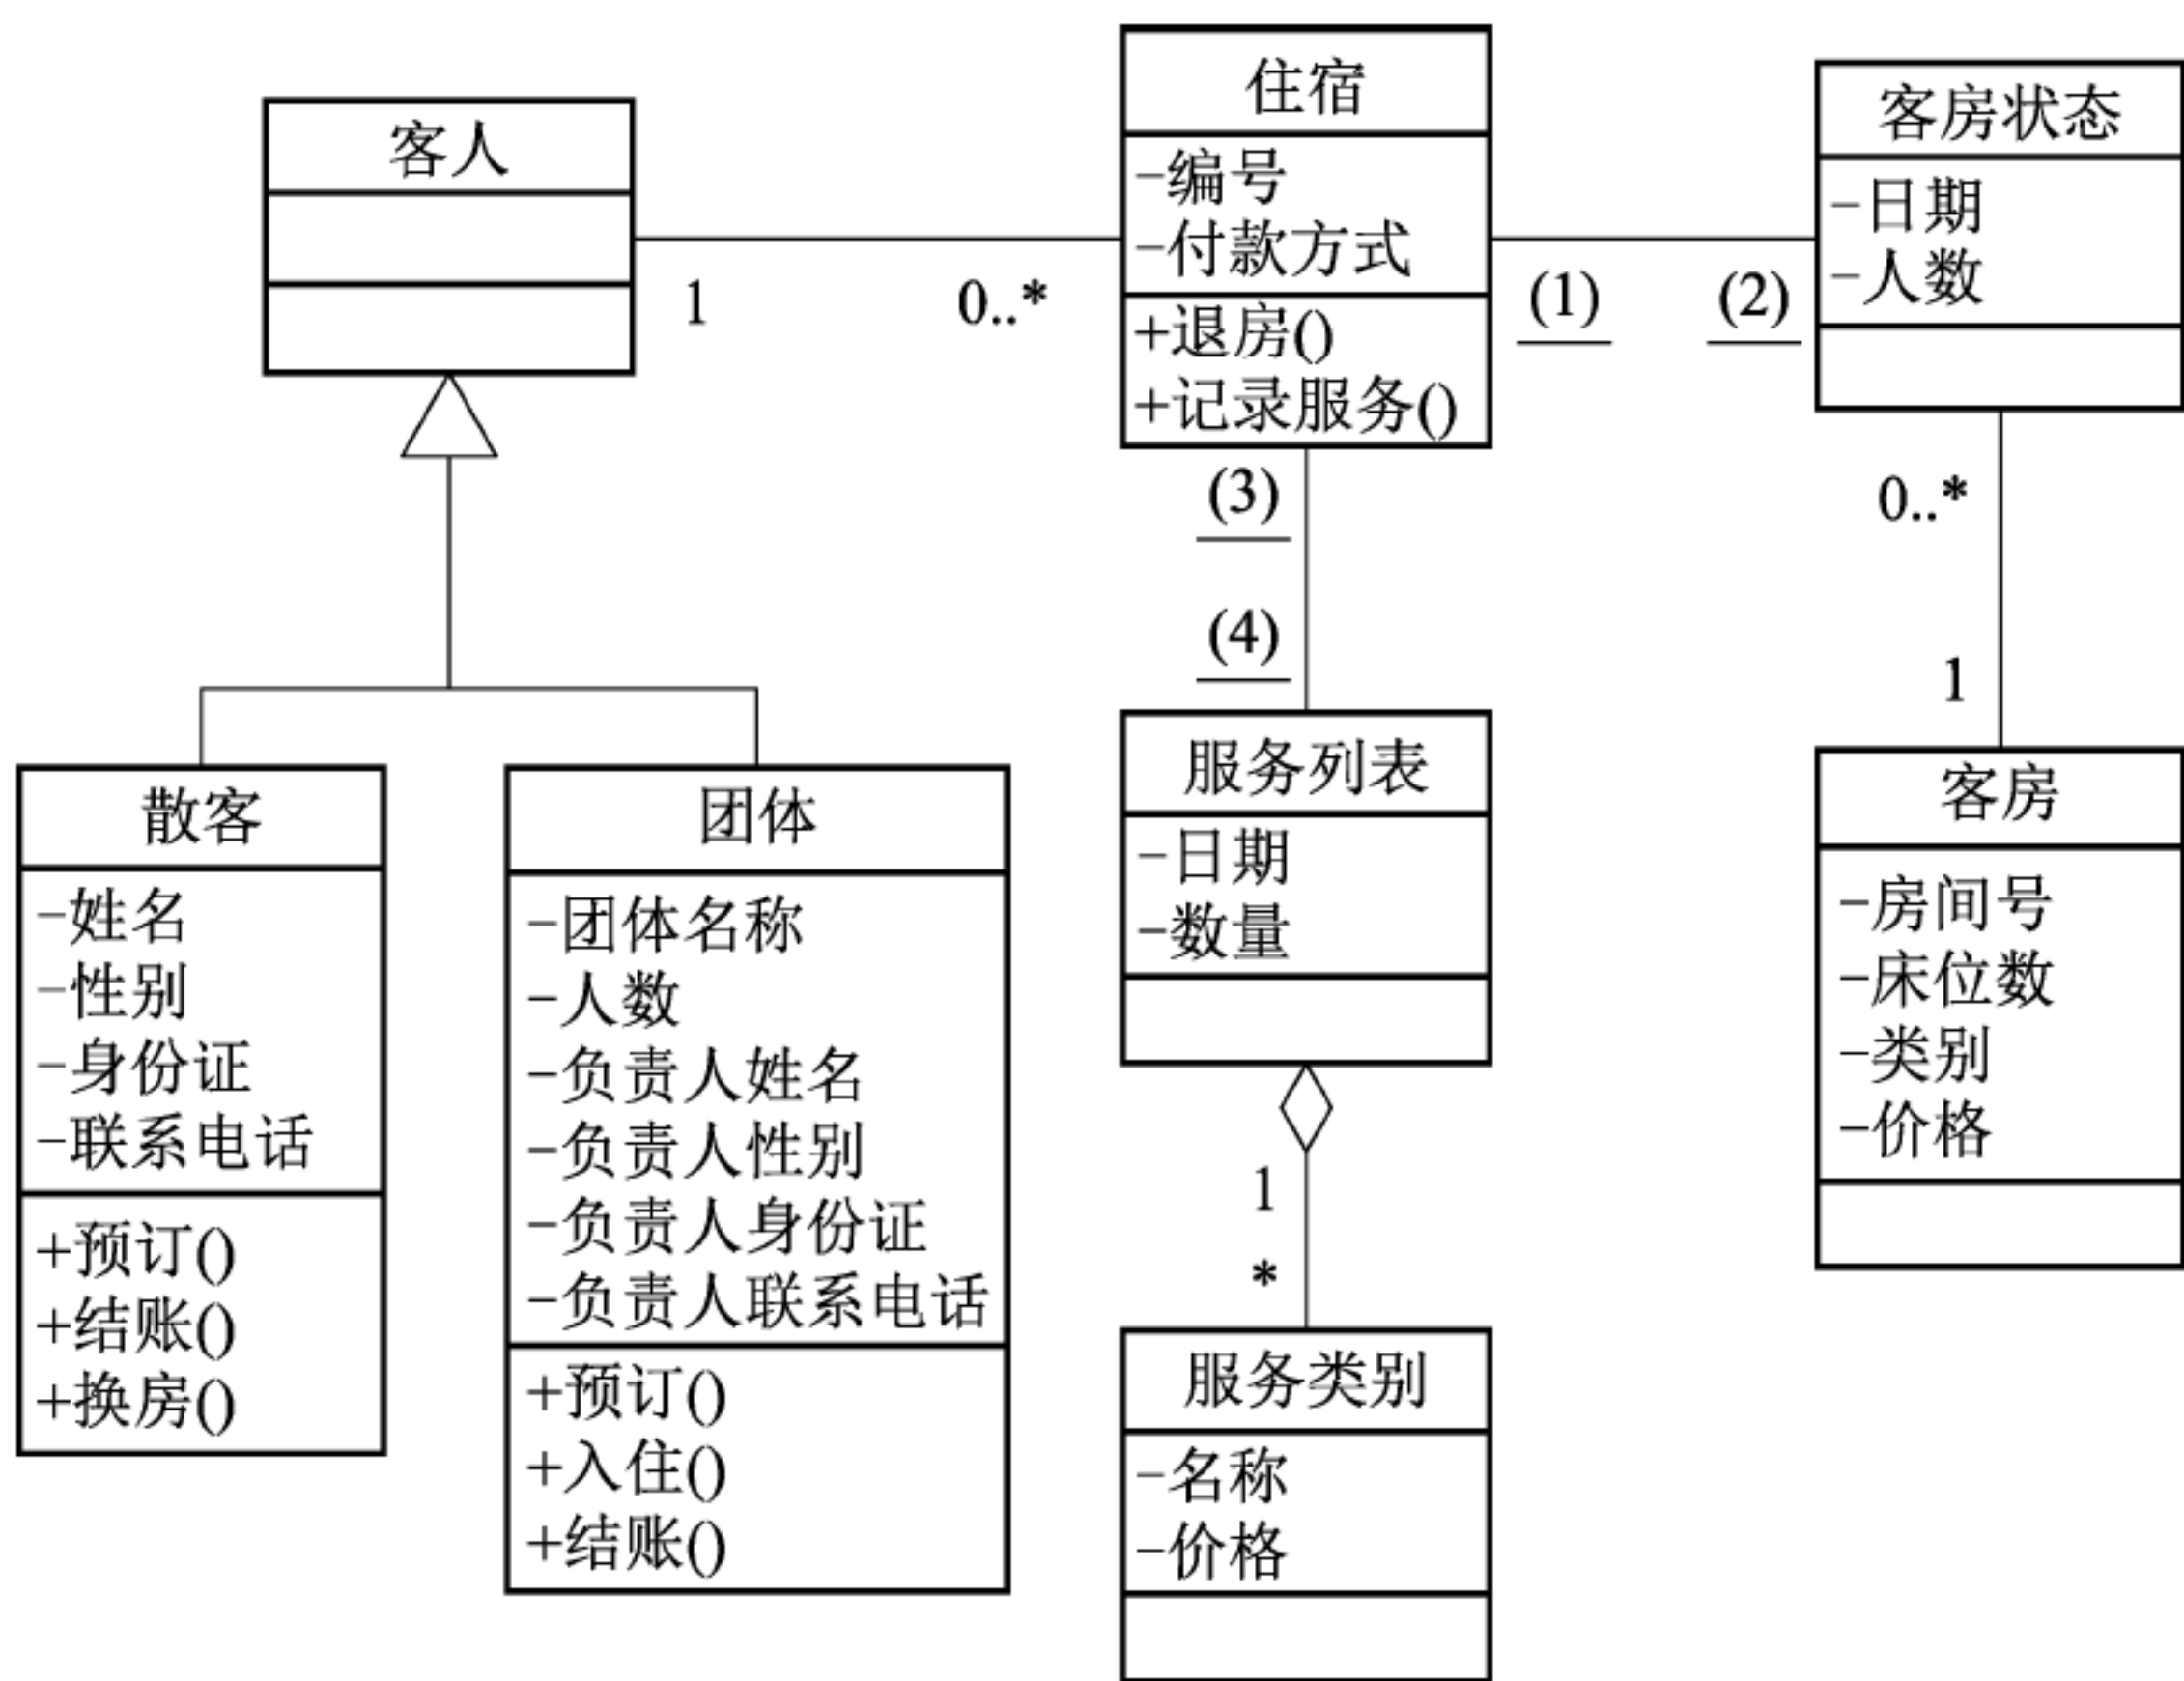 客人
1
0..*
住宿
-编号
-付款方式
+退房()
+记录服务()
(1)
(2)
客房状态
-日期
-人数
(3)
(4)
0..*
1
散客
-姓名
-性别
-身份证
-联系电话
+预订()
+结账()
+换房()
团体
-团体名称
-人数
-负责人姓名
-负责人性别
-负责人身份证
-负责人联系电话
+预订()
+入住()
+结账()
服务列表
-日期
-数量
1
*
服务类别
-名称
-价格
客房
-房间号
-床位数
-类别
-价格